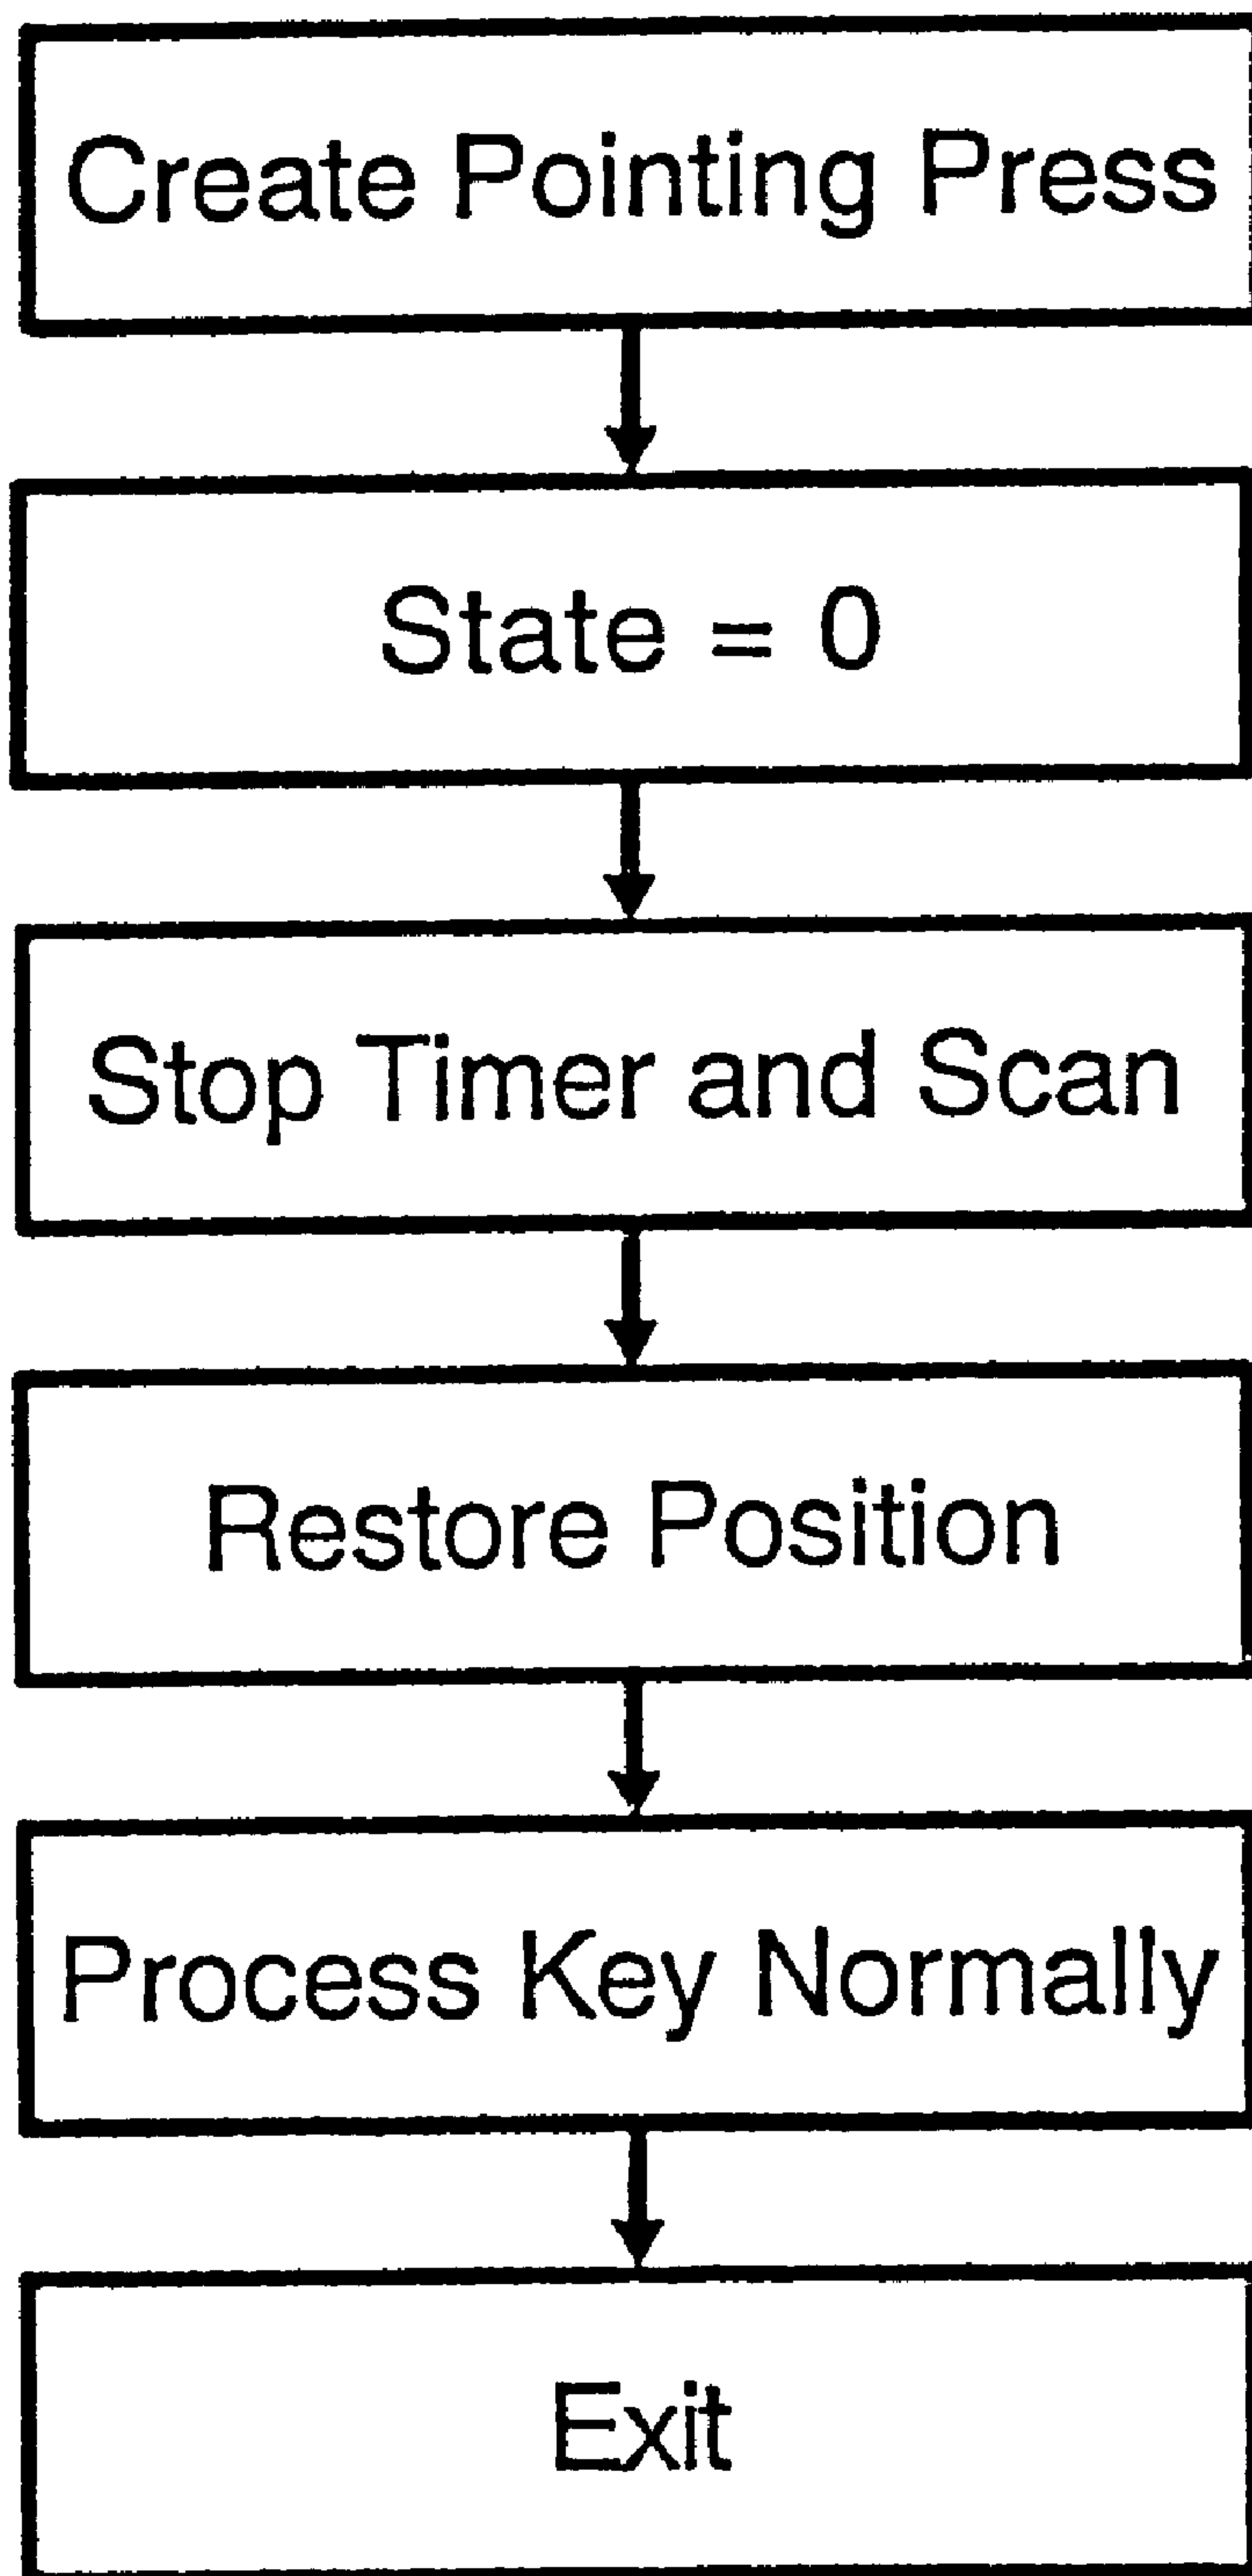 Create Pointing Press
State = 0
Stop Timer and Scan
Restore Position
Process Key Normally
Exit